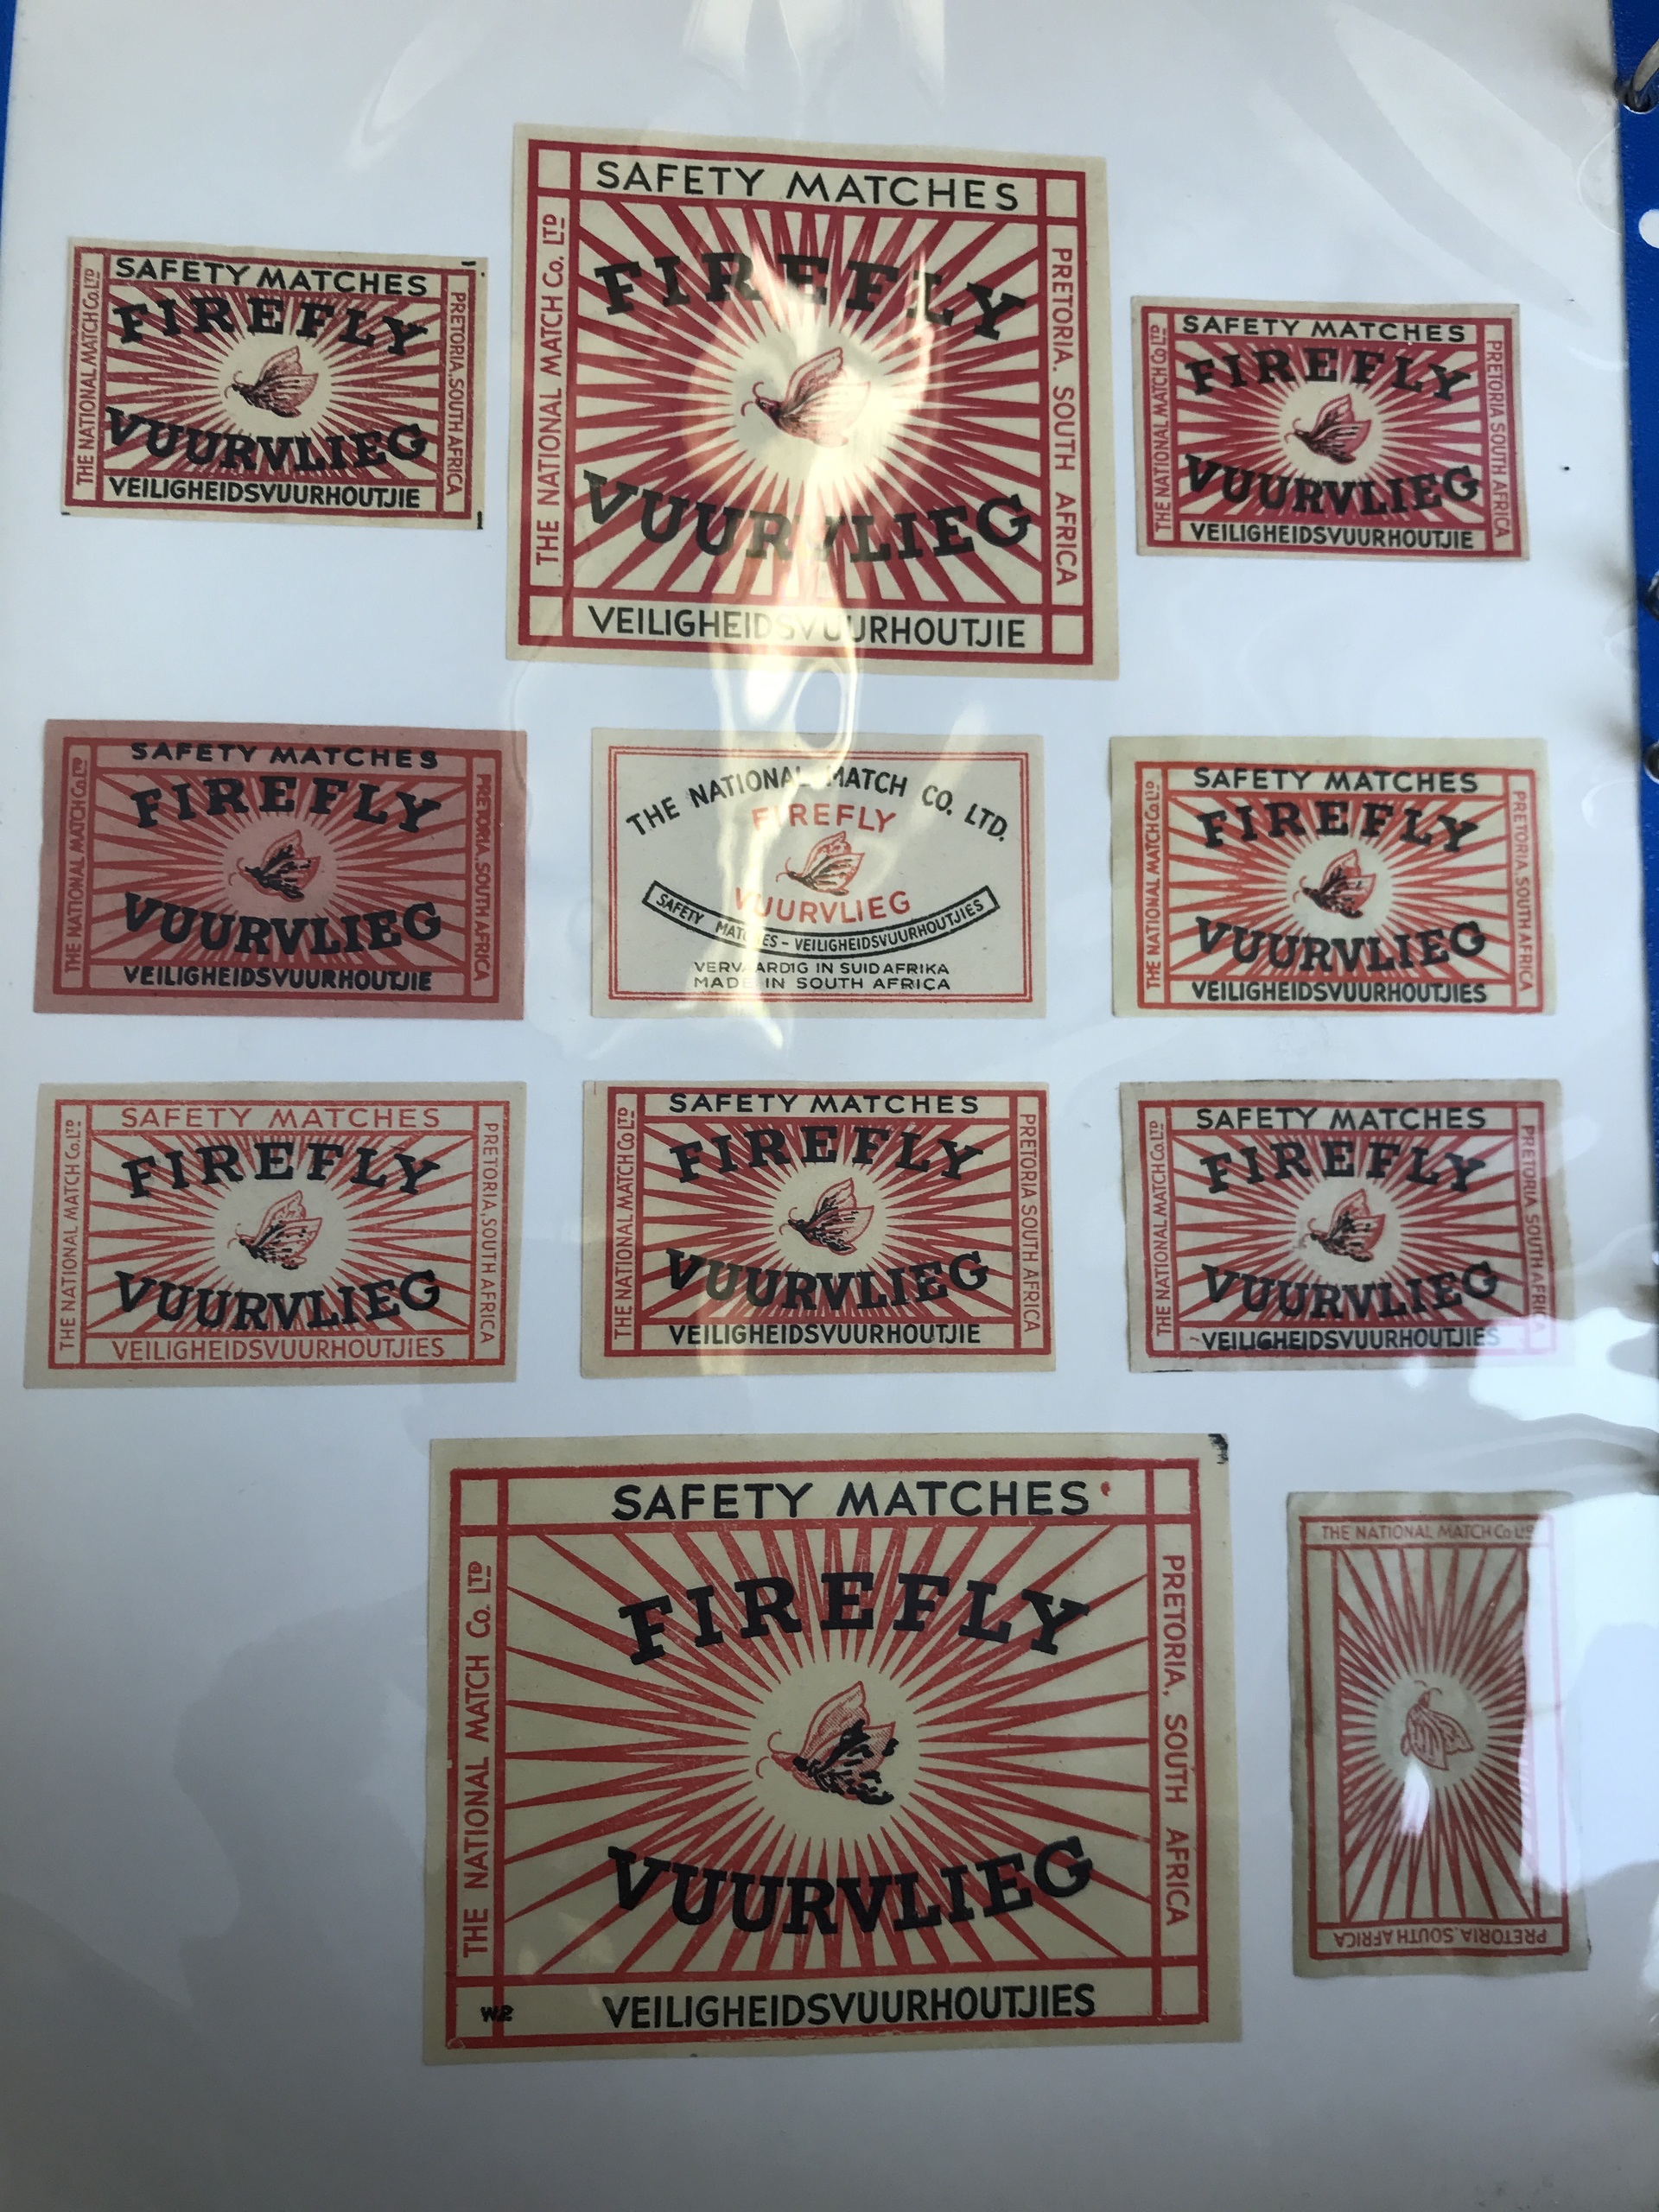 SAFETY MATCHES
THE NATIONAL MATCH Co. LTD
FIREFLY
VUURVLIEG
PRETORIA, SOUTH AFRICA
VEILIGHEIDSVUURHOUTJIE
SAFETY MATCHES
THE NATIONAL MATCH Co. LTD
FIREFLY
VUURVLIEG
PRETORIA. SOUTH AFRICA
VEILIGHEIDSVUURHOUTJIE
SAFETY MATCHES
THE NATIONAL MATCH Co LTD
FIREFLY
VUURVLIEG
PRETORIA SOUTH AFRICA
VEILIGHEIDSVUURHOUTJIE
SAFETY MATCHES
THE NATIONAL MATCH Co. LTD
FIREFLY
VUURVLIEG
PRETORIA, SOUTH AFRICA
VEILIGHEIDSVUURHOUTJIE
THE NATIONAL MATCH CO. LTD.
FIREFLY
VUURVLIEG
SAFETY MATCHES - VEILIGHEIDSVUURHOUTJIES
VERVAARDIG IN SUID AFRIKA
MADE IN SOUTH AFRICA
SAFETY MATCHES
THE NATIONAL MATCH Co. LTD
FIREFLY
VUURVLIEG
PRETORIA, SOUTH AFRICA
VEILIGHEIDSVUURHOUTJIES
SAFETY MATCHES
THE NATIONAL MATCH Co. LTD
FIREFLY
VUURVLIEG
PRETORIA, SOUTH AFRICA
VEILIGHEIDSVUURHOUTJIES
SAFETY MATCHES
THE NATIONAL MATCH Co LTD
FIREFLY
VUURVLIEG
PRETORIA SOUTH AFRICA
VEILIGHEIDSVUURHOUTJIE
SAFETY MATCHES
THE NATIONAL MATCH Co. LTD
FIREFLY
VUURVLIEG
PRETORIA, SOUTH AFRICA
VEILIGHEIDSVUURHOUTJIES
SAFETY MATCHES
THE NATIONAL MATCH Co. LTD
FIREFLY
VUURVLIEG
PRETORIA, SOUTH AFRICA
W2
VEILIGHEIDSVUURHOUTJIES
THE NATIONAL MATCH Co LTD
PRETORIA, SOUTH AFRICA